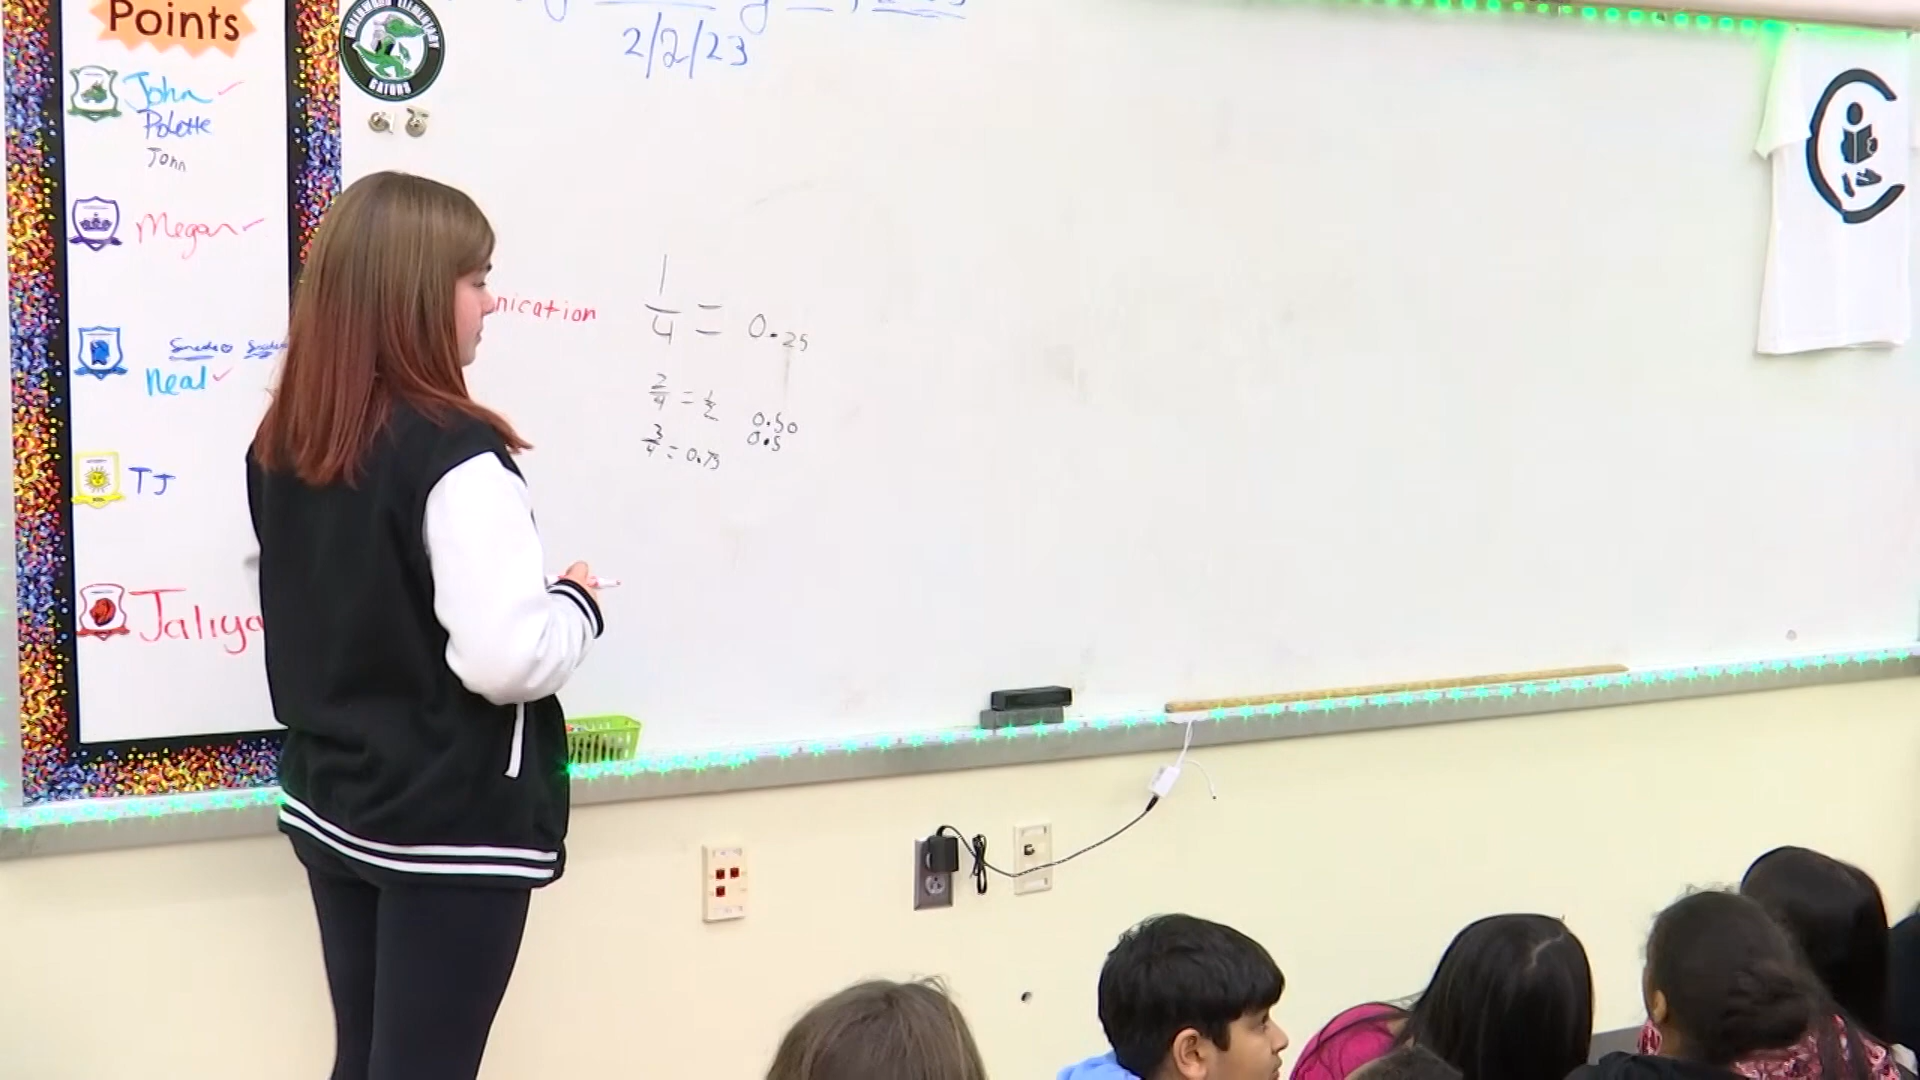 Points
John
Polette
John
Megan
Neal
TJ
Jaliya
GATORS
2/2/23
nication
1/4 = 0.25
2/4 = 1/2 0.50
0.5
3/4 = 0.75